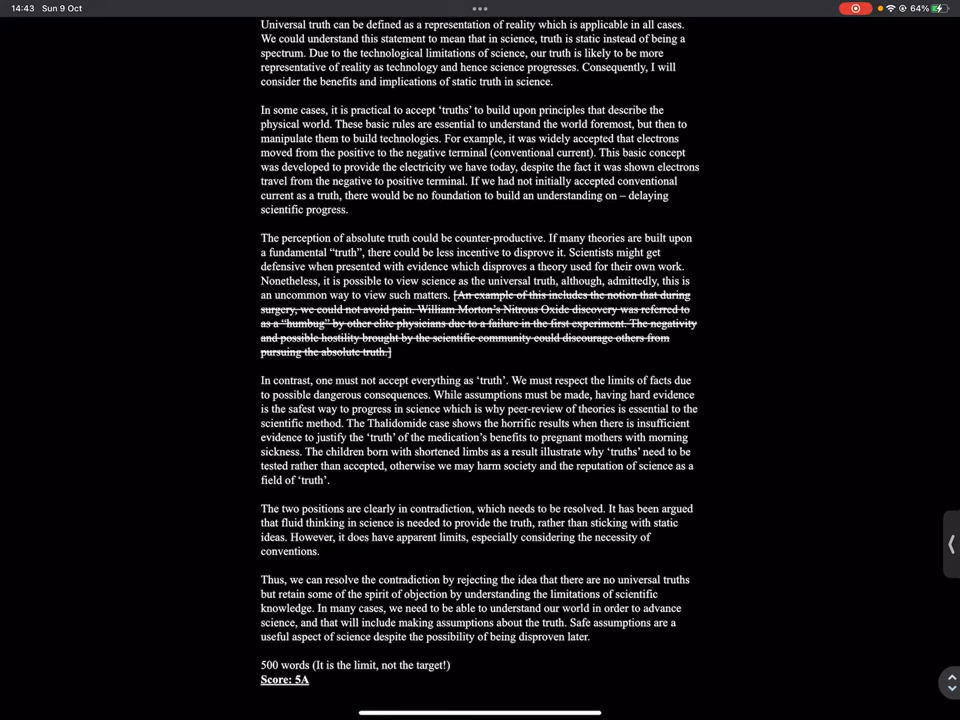 14:43 Sun 9 Oct
64%
Universal truth can be defined as a representation of reality which is applicable in all cases.
We could understand this statement to mean that in science, truth is static instead of being a
spectrum. Due to the technological limitations of science, our truth is likely to be more
representative of reality as technology and hence science progresses. Consequently, I will
consider the benefits and implications of static truth in science.
In some cases, it is practical to accept ‘truths’ to build upon principles that describe the
physical world. These basic rules are essential to understand the world foremost, but then to
manipulate them to build technologies. For example, it was widely accepted that electrons
moved from the positive to the negative terminal (conventional current). This basic concept
was developed to provide the electricity we have today, despite the fact it was shown electrons
travel from the negative to positive terminal. If we had not initially accepted conventional
current as a truth, there would be no foundation to build an understanding on – delaying
scientific progress.
The perception of absolute truth could be counter-productive. If many theories are built upon
a fundamental “truth”, there could be less incentive to disprove it. Scientists might get
defensive when presented with evidence which disproves a theory used for their own work.
Nonetheless, it is possible to view science as the universal truth, although, admittedly, this is
an uncommon way to view such matters. [An example of this includes the notion that during
surgery, we could not avoid pain. William Morton’s Nitrous Oxide discovery was referred to
as a “humbug” by other elite physicians due to a failure in the first experiment. The negativity
and possible hostility brought by the scientific community could discourage others from
pursuing the absolute truth.]
In contrast, one must not accept everything as ‘truth’. We must respect the limits of facts due
to possible dangerous consequences. While assumptions must be made, having hard evidence
is the safest way to progress in science which is why peer-review of theories is essential to the
scientific method. The Thalidomide case shows the horrific results when there is insufficient
evidence to justify the ‘truth’ of the medication’s benefits to pregnant mothers with morning
sickness. The children born with shortened limbs as a result illustrate why ‘truths’ need to be
tested rather than accepted, otherwise we may harm society and the reputation of science as a
field of ‘truth’.
The two positions are clearly in contradiction, which needs to be resolved. It has been argued
that fluid thinking in science is needed to provide the truth, rather than sticking with static
ideas. However, it does have apparent limits, especially considering the necessity of
conventions.
Thus, we can resolve the contradiction by rejecting the idea that there are no universal truths
but retain some of the spirit of objection by understanding the limitations of scientific
knowledge. In many cases, we need to be able to understand our world in order to advance
science, and that will include making assumptions about the truth. Safe assumptions are a
useful aspect of science despite the possibility of being disproven later.
500 words (It is the limit, not the target!)
Score: 5A